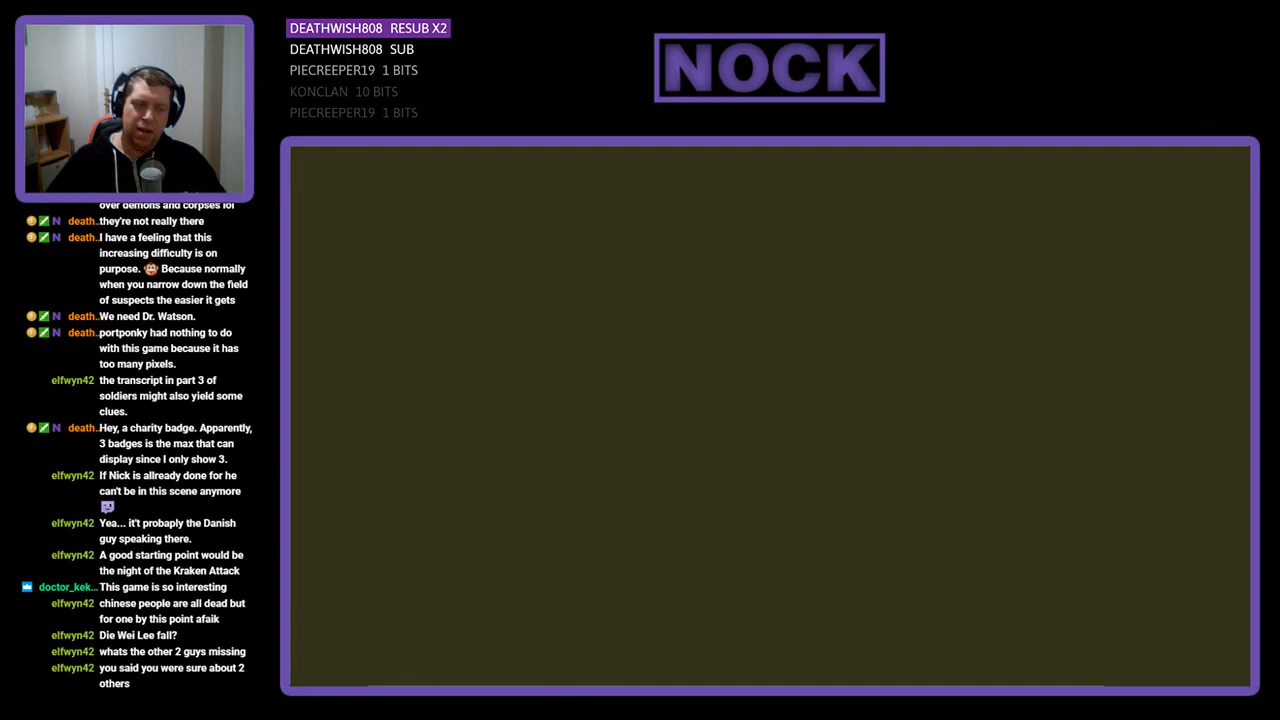 DEATHWISH808 RESUB X2
DEATHWISH808 SUB
PIECREEPER19 1 BITS
KONCLAN 10 BITS
PIECREEPER19 1 BITS
NOCK
over demons and corpses lol
death..they're not really there
death..I have a feeling that this
increasing difficulty is on
purpose. Because normally
when you narrow down the field
of suspects the easier it gets
death..We need Dr. Watson.
death..portponky had nothing to do
with this game because it has
too many pixels.
elfwyn42 the transcript in part 3 of
soldiers might also yield some
clues.
death..Hey, a charity badge. Apparently,
3 badges is the max that can
display since I only show 3.
elfwyn42 If Nick is allready done for he
can't be in this scene anymore
elfwyn42 Yea... it't probaply the Danish
guy speaking there.
elfwyn42 A good starting point would be
the night of the Kraken Attack
doctor_kek...This game is so interesting
elfwyn42 chinese people are all dead but
for one by this point afaik
elfwyn42 Die Wei Lee fall?
elfwyn42 whats the other 2 guys missing
elfwyn42 you said you were sure about 2
others